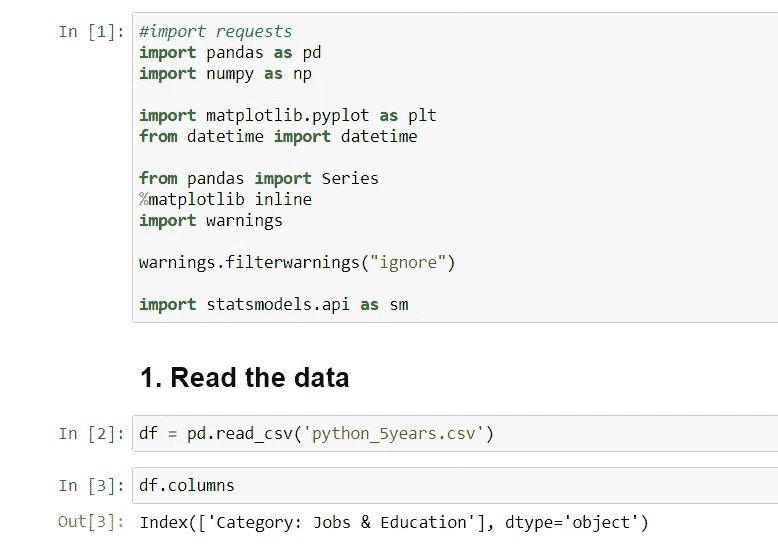 In [1]: #import requests
import pandas as pd
import numpy as np
import matplotlib.pyplot as plt
from datetime import datetime
from pandas import Series
%matplotlib inline
import warnings
warnings.filterwarnings("ignore")
import statsmodels.api as sm
1. Read the data
In [2]: df = pd.read_csv('python_5years.csv')
In [3]: df.columns
Out[3]: Index(['Category: Jobs & Education'], dtype='object')